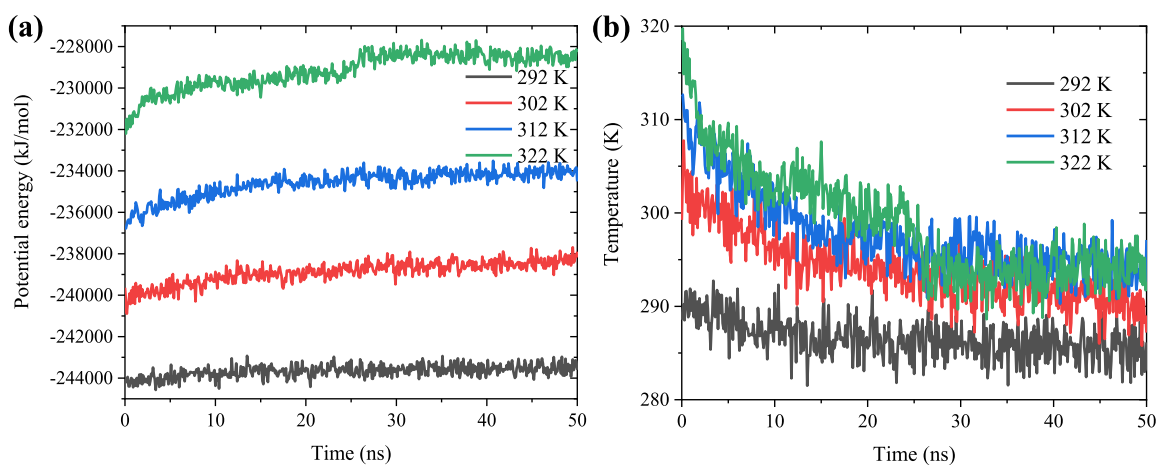 (a)
-228000
-230000
-232000
-234000
-236000
-238000
-240000
-242000
-244000
Potential energy (kJ/mol)
0 10 20 30 40 50
Time (ns)
292 K
302 K
312 K
322 K
(b)
320
310
300
290
280
Temperature (K)
0 10 20 30 40 50
Time (ns)
292 K
302 K
312 K
322 K